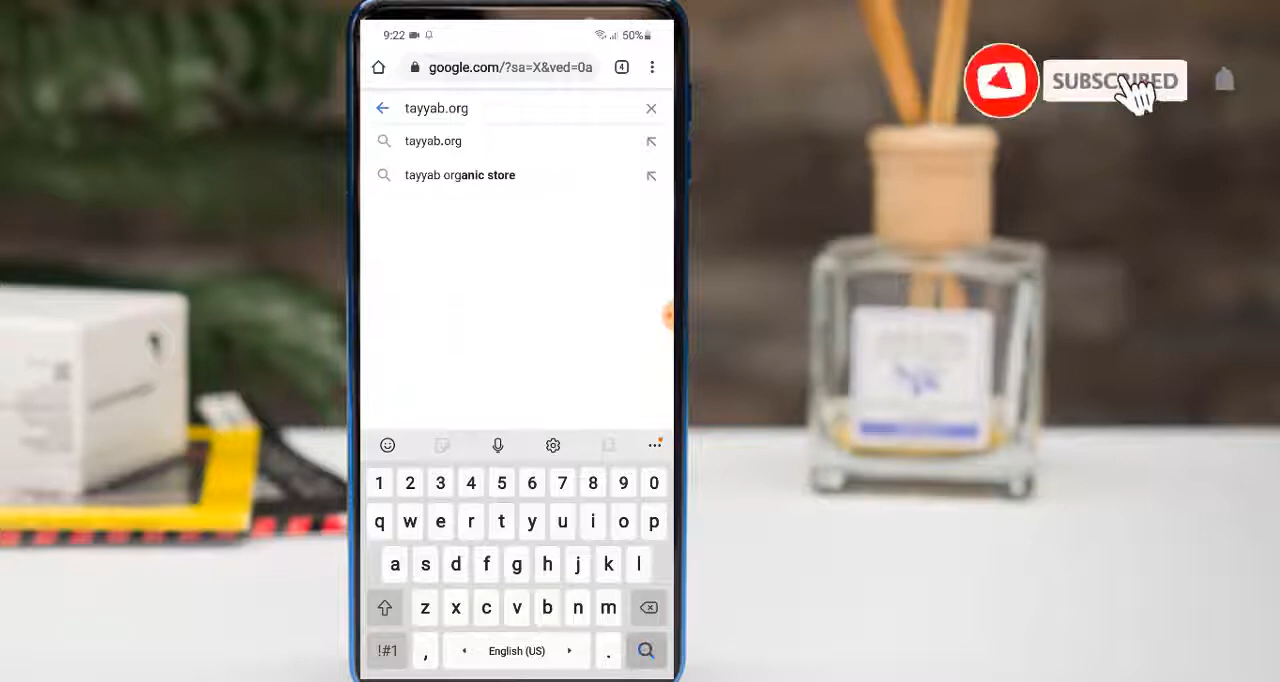 9:22 50%
google.com/?sa=X&ved=0a 4
tayyab.org
tayyab.org
tayyab organic store
SUBSCRIBED
1 2 3 4 5 6 7 8 9 0
q w e r t y u i o p
a s d f g h j k l
z x c v b n m
!#1 , English (US) .